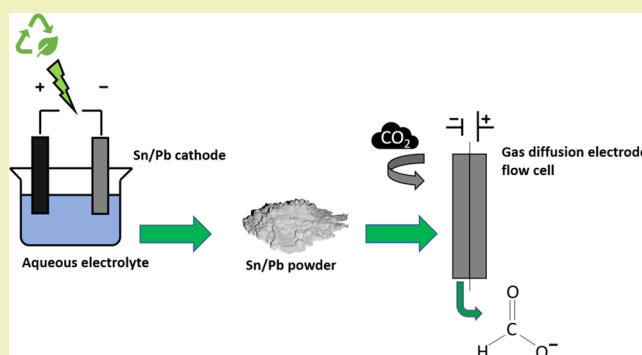 + −
Sn/Pb cathode
Aqueous electrolyte
Sn/Pb powder
CO2
− +
Gas diffusion electrode
flow cell
O
C
H O−